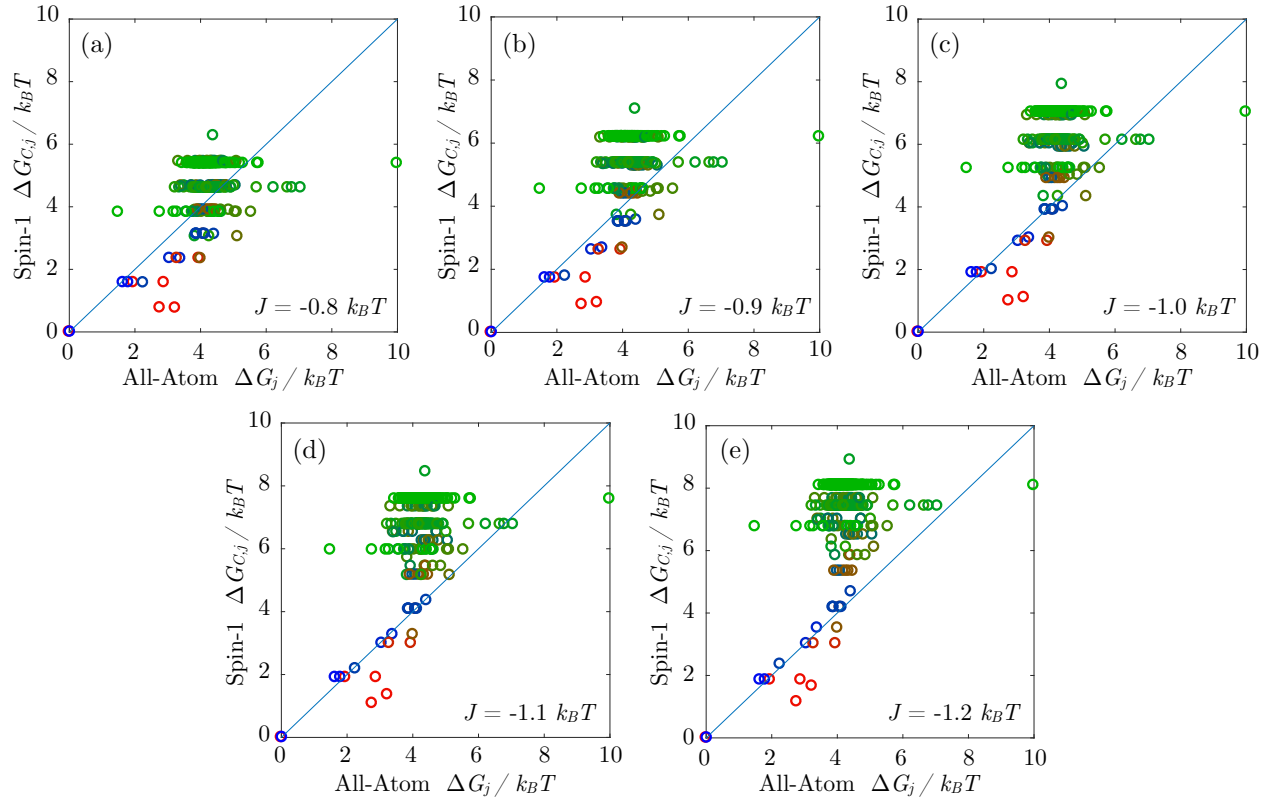 (a)
10
8
6
4
2
0
Spin-1 ΔG_{C,j} / k_BT
J = -0.8 k_BT
0 2 4 6 8 10
All-Atom ΔG_j / k_BT
(b)
10
8
6
4
2
0
Spin-1 ΔG_{C,j} / k_BT
J = -0.9 k_BT
0 2 4 6 8 10
All-Atom ΔG_j / k_BT
(c)
10
8
6
4
2
0
Spin-1 ΔG_{C,j} / k_BT
J = -1.0 k_BT
0 2 4 6 8 10
All-Atom ΔG_j / k_BT
(d)
10
8
6
4
2
0
Spin-1 ΔG_{C,j} / k_BT
J = -1.1 k_BT
0 2 4 6 8 10
All-Atom ΔG_j / k_BT
(e)
10
8
6
4
2
0
Spin-1 ΔG_{C,j} / k_BT
J = -1.2 k_BT
0 2 4 6 8 10
All-Atom ΔG_j / k_BT